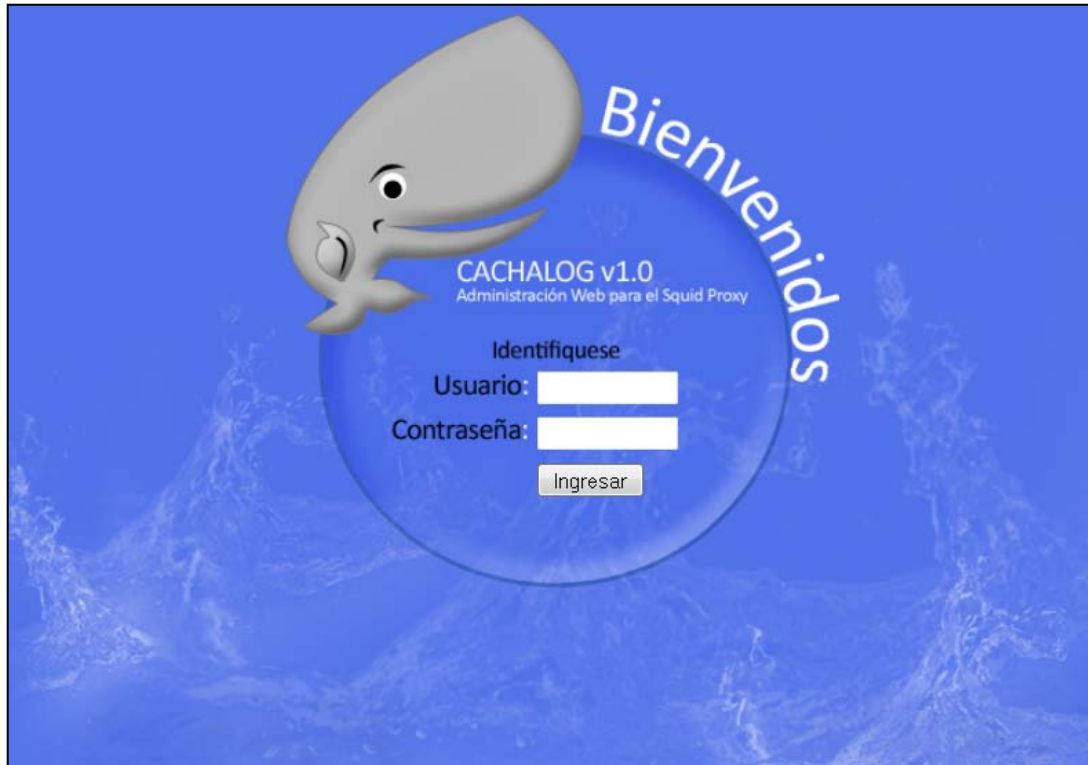 Bienvenidos
CACHALOG v1.0
Administración Web para el Squid Proxy
Identifiquese
Usuario:
Contraseña:
Ingresar